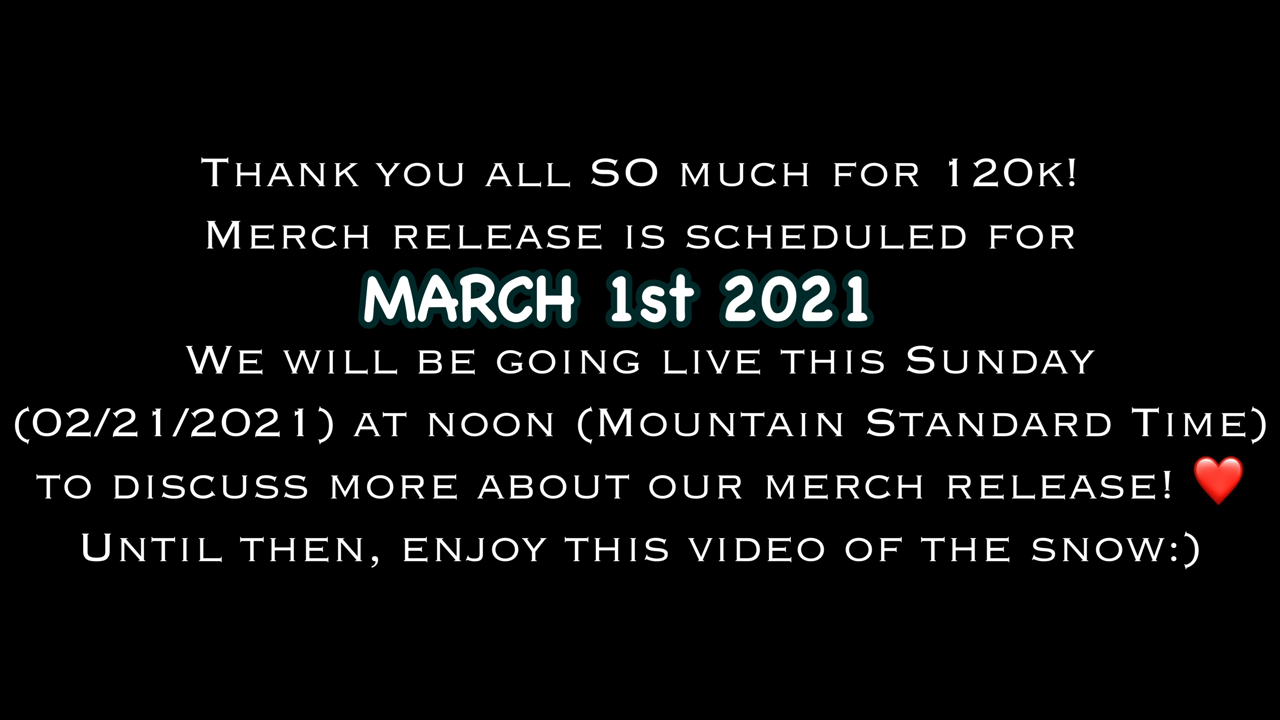 Thank you all SO much for 120k!
Merch release is scheduled for
MARCH 1st 2021
We will be going live this Sunday
(02/21/2021) at noon (Mountain Standard Time)
to discuss more about our merch release! ❤️
Until then, enjoy this video of the snow:)